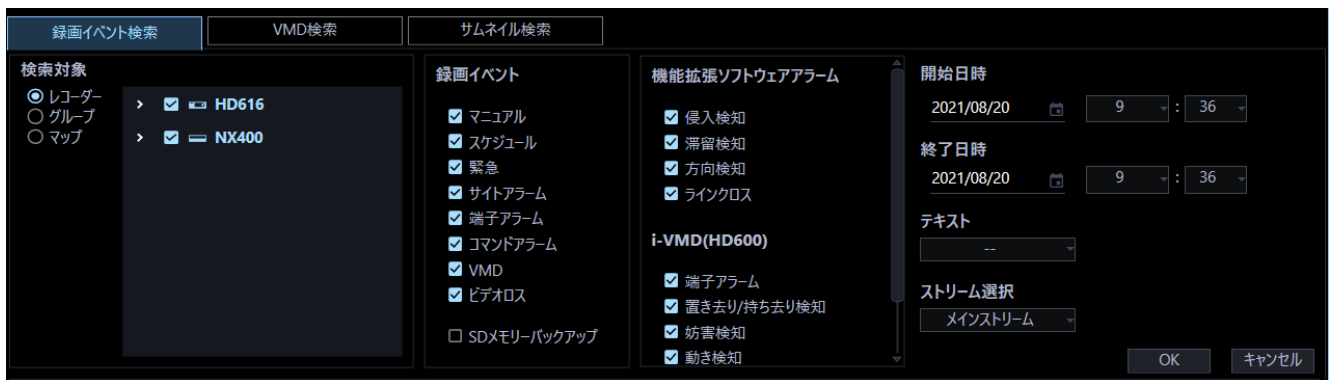 録画イベント検索
VMD検索
サムネイル検索
検索対象
レコーダー
グループ
マップ
HD616
NX400
録画イベント
マニュアル
スケジュール
緊急
サイトアラーム
端子アラーム
コマンドアラーム
VMD
ビデオロス
SDメモリーバックアップ
機能拡張ソフトウェアアラーム
侵入検知
滞留検知
方向検知
ラインクロス
i-VMD(HD600)
端子アラーム
置き去り/持ち去り検知
妨害検知
動き検知
開始日時
2021/08/20 9 : 36
終了日時
2021/08/20 9 : 36
テキスト
--
ストリーム選択
メインストリーム
OK キャンセル